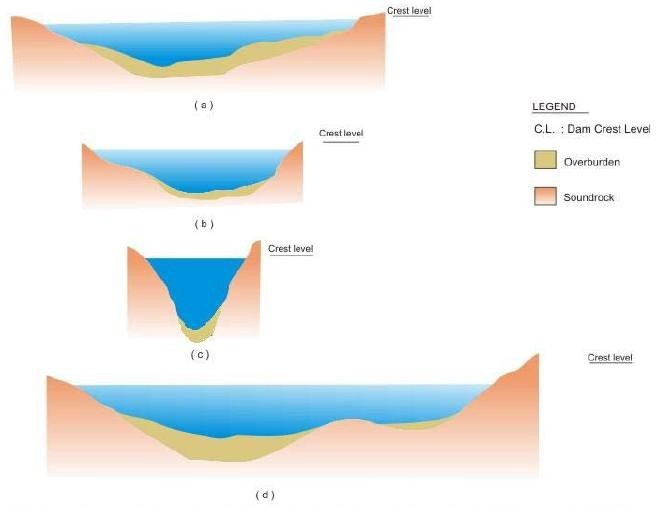 Crest level
( a )
LEGEND
C.L. : Dam Crest Level
Crest level
Overburden
Soundrock
( b )
Crest level
( c )
Crest level
( d )